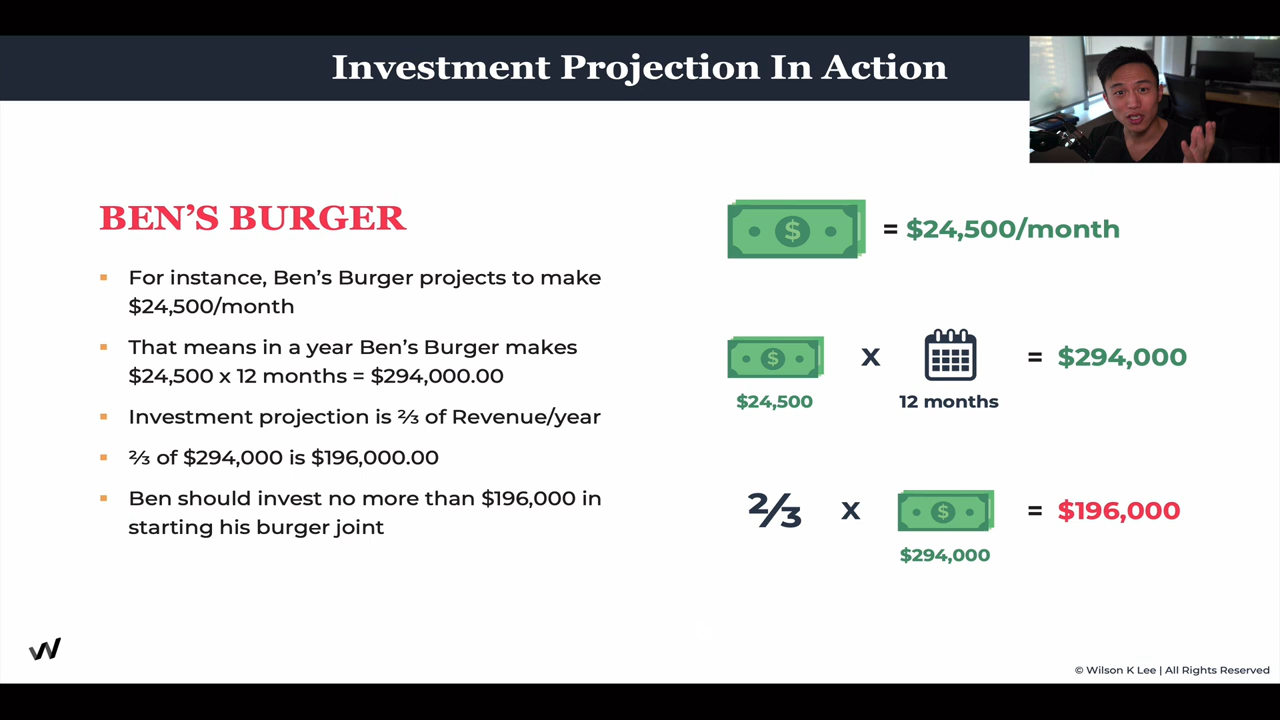 Investment Projection In Action
BEN'S BURGER
▪ For instance, Ben's Burger projects to make
$24,500/month
▪ That means in a year Ben's Burger makes
$24,500 x 12 months = $294,000.00
▪ Investment projection is ⅔ of Revenue/year
▪ ⅔ of $294,000 is $196,000.00
▪ Ben should invest no more than $196,000 in
starting his burger joint
$ = $24,500/month
$ X = $294,000
$24,500 12 months
⅔ X $ = $196,000
$294,000
W
© Wilson K Lee | All Rights Reserved